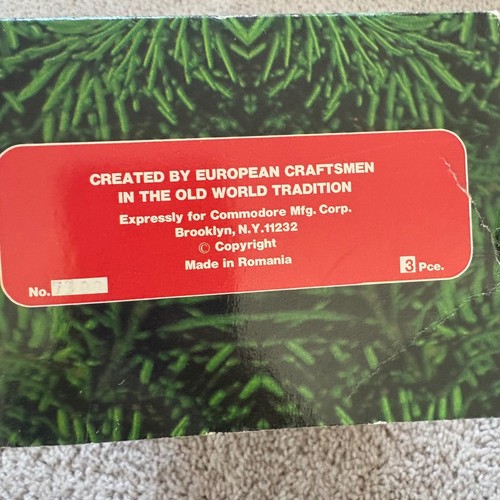 CREATED BY EUROPEAN CRAFTSMEN
IN THE OLD WORLD TRADITION
Expressly for Commodore Mfg. Corp.
Brooklyn, N.Y.11232
© Copyright
Made in Romania
No.
3 Pce.